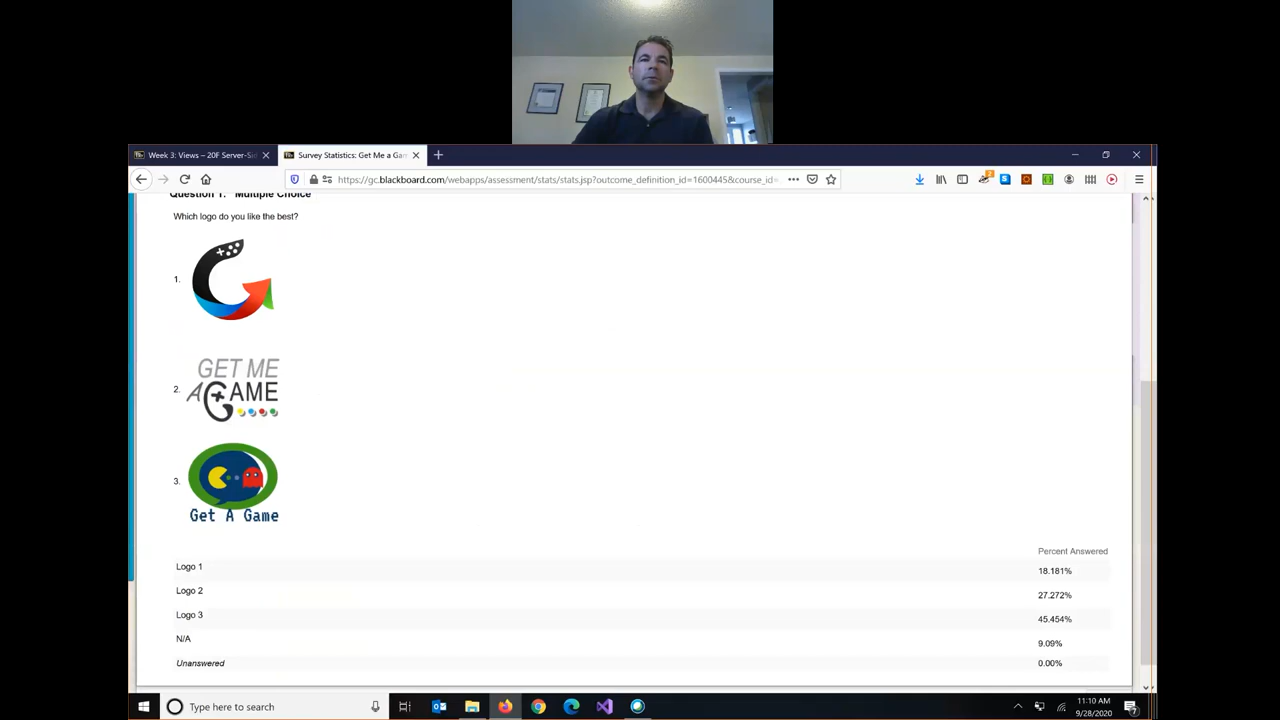 Week 3: Views – 20F Server-Sid
Survey Statistics: Get Me a Gam
https://gc.blackboard.com/webapps/assessment/stats/stats.jsp?outcome_definition_id=1600445&course_id=
2
Question 1: Multiple Choice
Which logo do you like the best?
1.
2.
GET ME
A GAME
3.
Get A Game
Percent Answered
Logo 1 18.181%
Logo 2 27.272%
Logo 3 45.454%
N/A 9.09%
Unanswered 0.00%
Type here to search
11:10 AM
9/28/2020
7